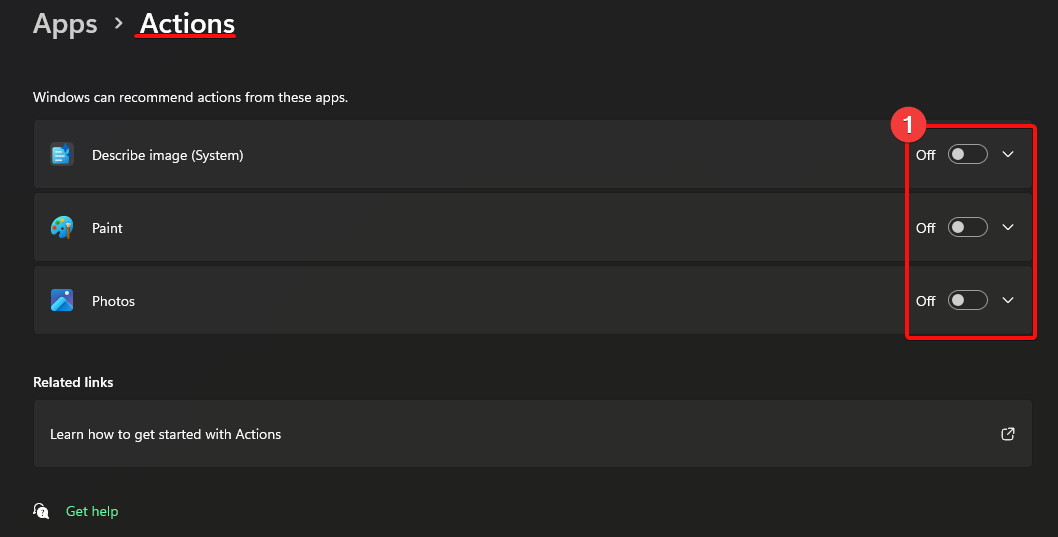 Apps > Actions
Windows can recommend actions from these apps.
1
Describe image (System) Off
Paint Off
Photos Off
Related links
Learn how to get started with Actions
Get help